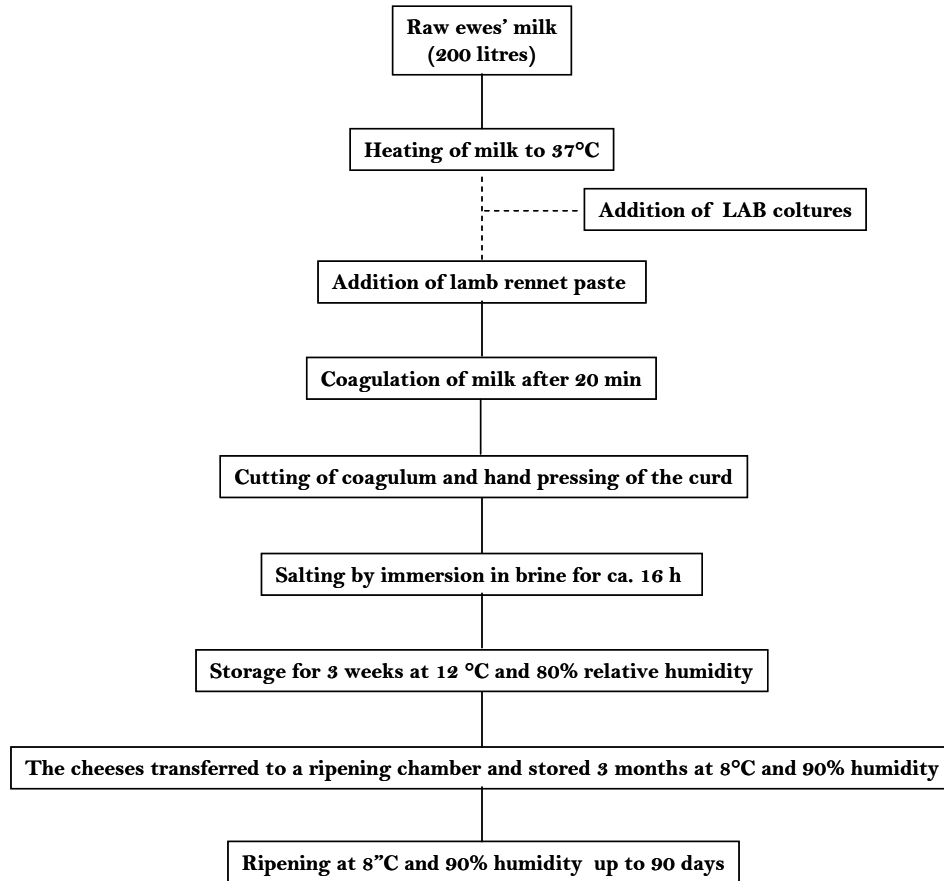 Raw ewes’ milk
(200 litres)
Heating of milk to 37°C
Addition of LAB coltures
Addition of lamb rennet paste
Coagulation of milk after 20 min
Cutting of coagulum and hand pressing of the curd
Salting by immersion in brine for ca. 16 h
Storage for 3 weeks at 12 °C and 80% relative humidity
The cheeses transferred to a ripening chamber and stored 3 months at 8°C and 90% humidity
Ripening at 8”C and 90% humidity up to 90 days